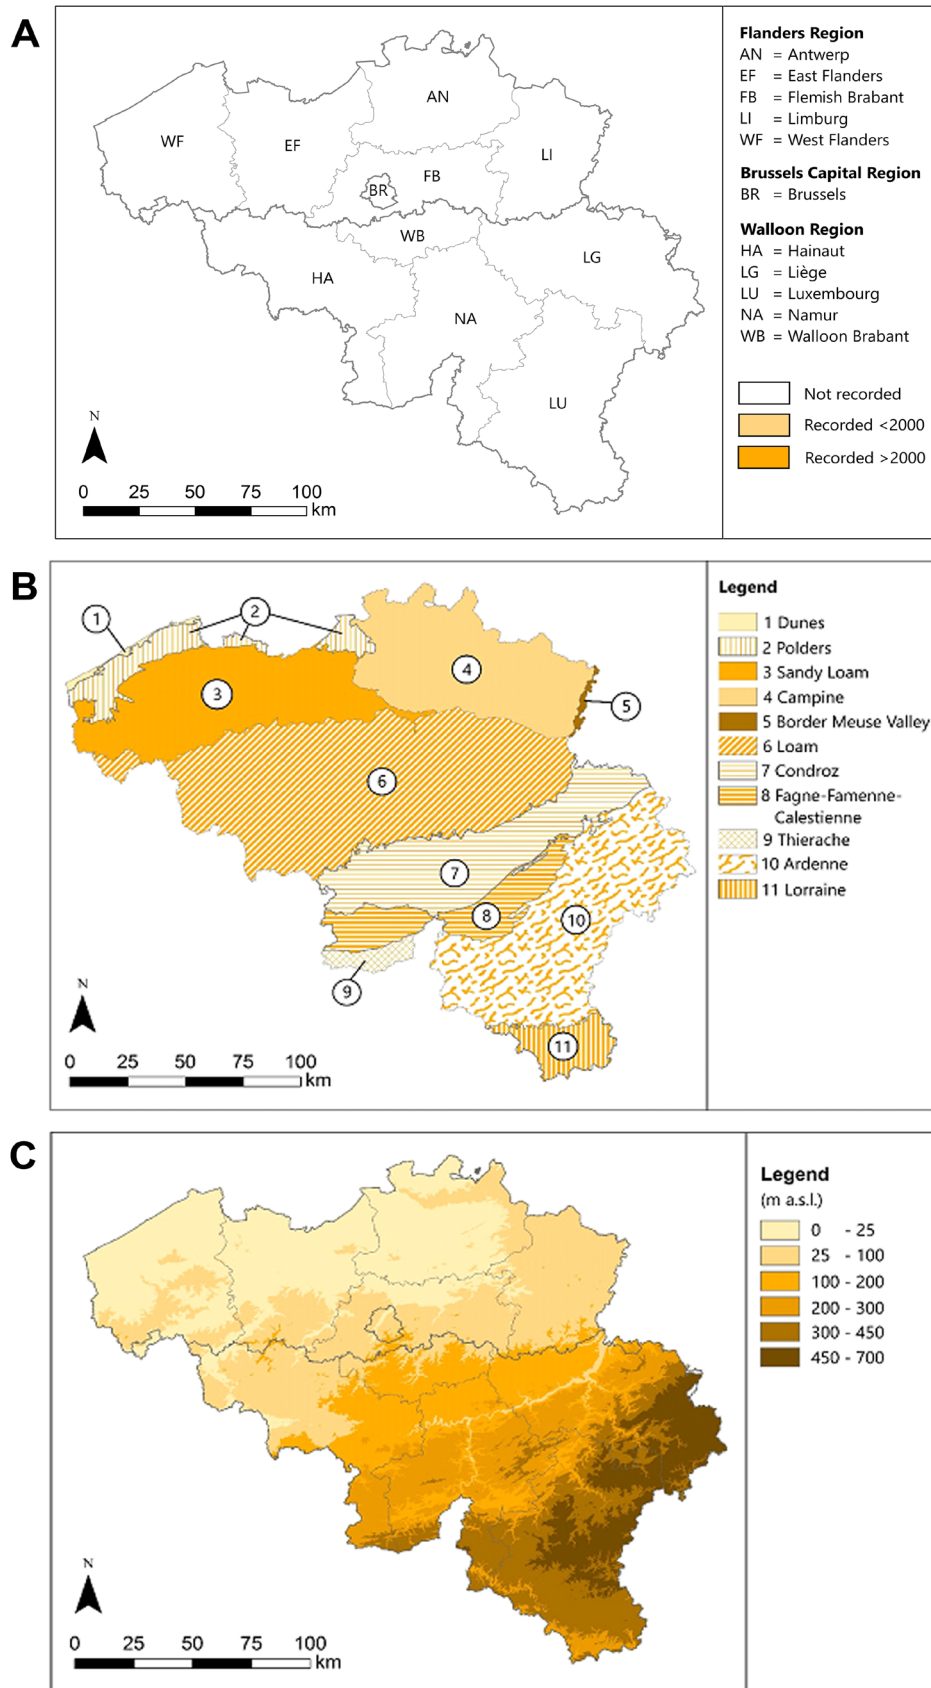 A
AN
WF
EF
LI
FB
BR
WB
LG
HA
NA
LU
N
0 25 50 75 100
km
Flanders Region
AN = Antwerp
EF = East Flanders
FB = Flemish Brabant
LI = Limburg
WF = West Flanders
Brussels Capital Region
BR = Brussels
Walloon Region
HA = Hainaut
LG = Liège
LU = Luxembourg
NA = Namur
WB = Walloon Brabant
Not recorded
Recorded <2000
Recorded >2000
B
1
2
3
4
5
6
7
8
10
9
11
N
0 25 50 75 100
km
Legend
1 Dunes
2 Polders
3 Sandy Loam
4 Campine
5 Border Meuse Valley
6 Loam
7 Condroz
8 Fagne-Famenne-
Calestienne
9 Thierache
10 Ardenne
11 Lorraine
C
N
0 25 50 75 100
km
Legend
(m a.s.l.)
0 - 25
25 - 100
100 - 200
200 - 300
300 - 450
450 - 700